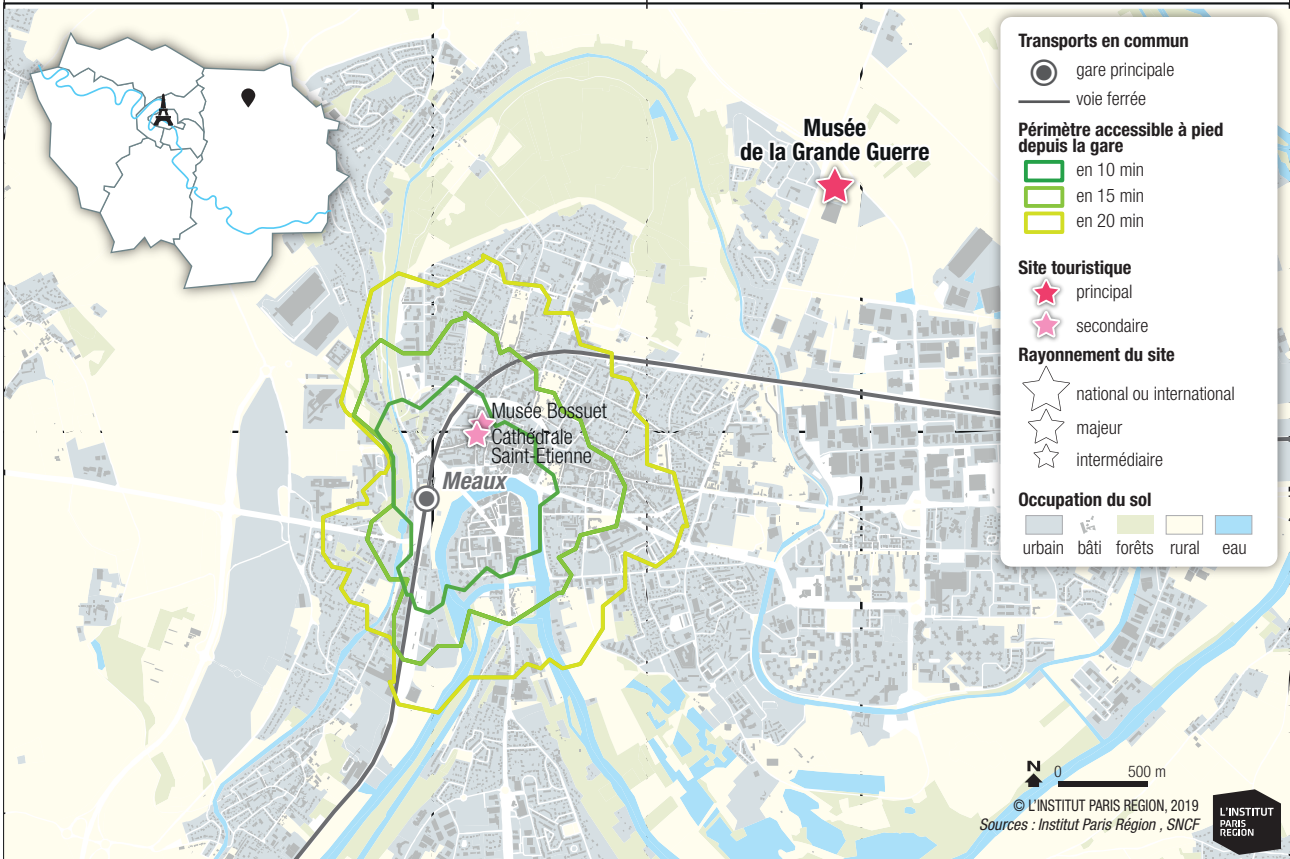 Musée
de la Grande Guerre
Musée Bossuet
Cathédrale
Saint-Etienne
Meaux
Transports en commun
gare principale
voie ferrée
Périmètre accessible à pied
depuis la gare
en 10 min
en 15 min
en 20 min
Site touristique
principal
secondaire
Rayonnement du site
national ou international
majeur
intermédiaire
Occupation du sol
urbain bâti forêts rural eau
N 0 500 m
© L'INSTITUT PARIS REGION, 2019
Sources : Institut Paris Région , SNCF
L'INSTITUT
PARIS
REGION